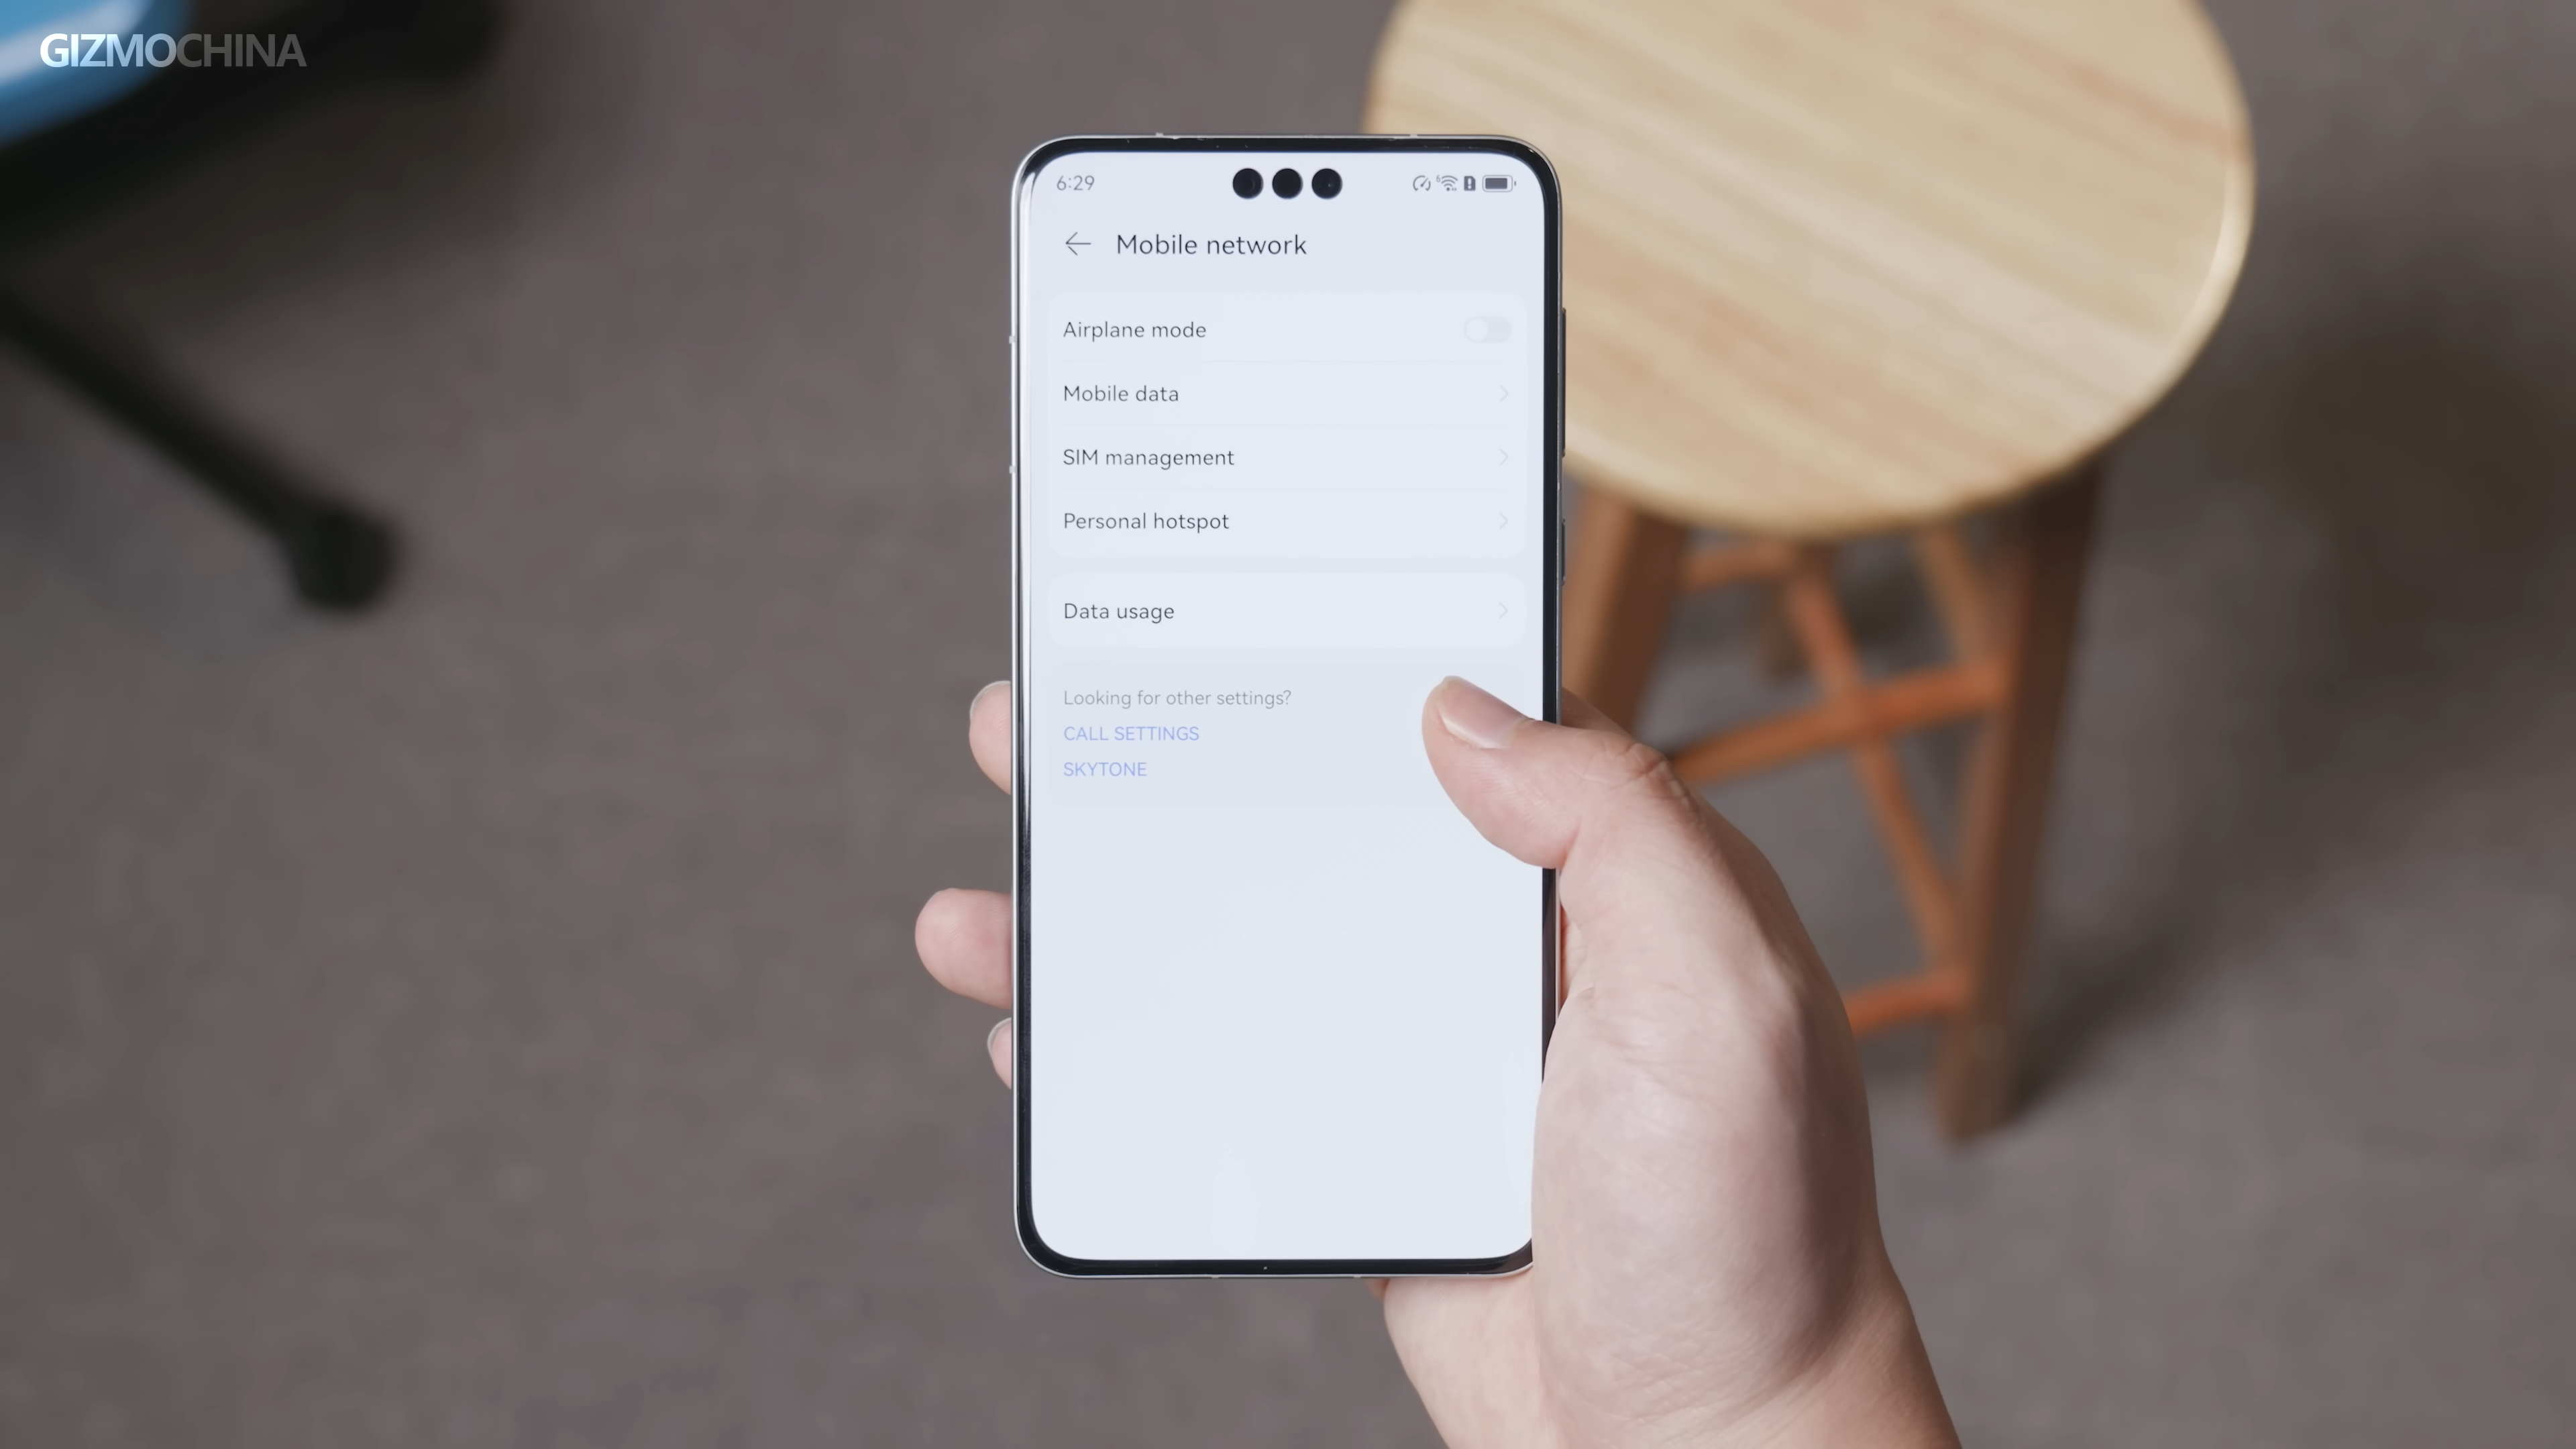 GIZMOCHINA
6:29
Mobile network
Airplane mode
Mobile data
SIM management
Personal hotspot
Data usage
Looking for other settings?
CALL SETTINGS
SKYTONE